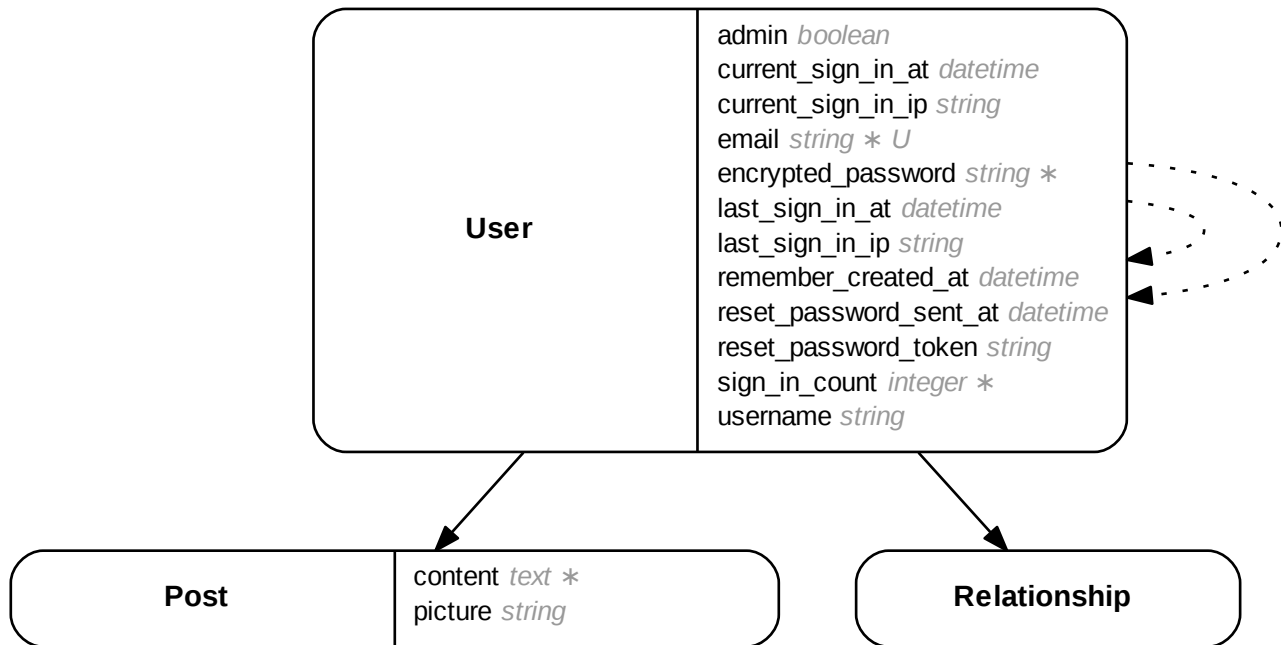 User
admin boolean
current_sign_in_at datetime
current_sign_in_ip string
email string ∗ U
encrypted_password string ∗
last_sign_in_at datetime
last_sign_in_ip string
remember_created_at datetime
reset_password_sent_at datetime
reset_password_token string
sign_in_count integer ∗
username string
Post
content text ∗
picture string
Relationship